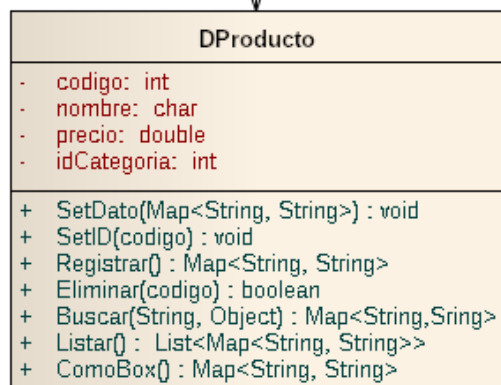 DProducto
- codigo: int
- nombre: char
- precio: double
- idCategoria: int
+ SetDato(Map<String, String>) : void
+ SetID(codigo) : void
+ Registrar() : Map<String, String>
+ Eliminar(codigo) : boolean
+ Buscar(String, Object) : Map<String,Sring>
+ Listar() : List<Map<String, String>>
+ ComoBox() : Map<String, String>